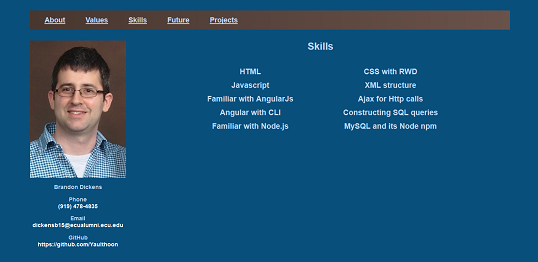 About Values Skills Future Projects
Skills
HTML CSS with RWD
Javascript XML structure
Familiar with AngularJs Ajax for Http calls
Angular with CLI Constructing SQL queries
Familiar with Node.js MySQL and its Node npm
Brandon Dickens
Phone
(919) 478-4835
Email
dickensb15@ecualumni.ecu.edu
GitHub
https://github.com/Yaulthoon